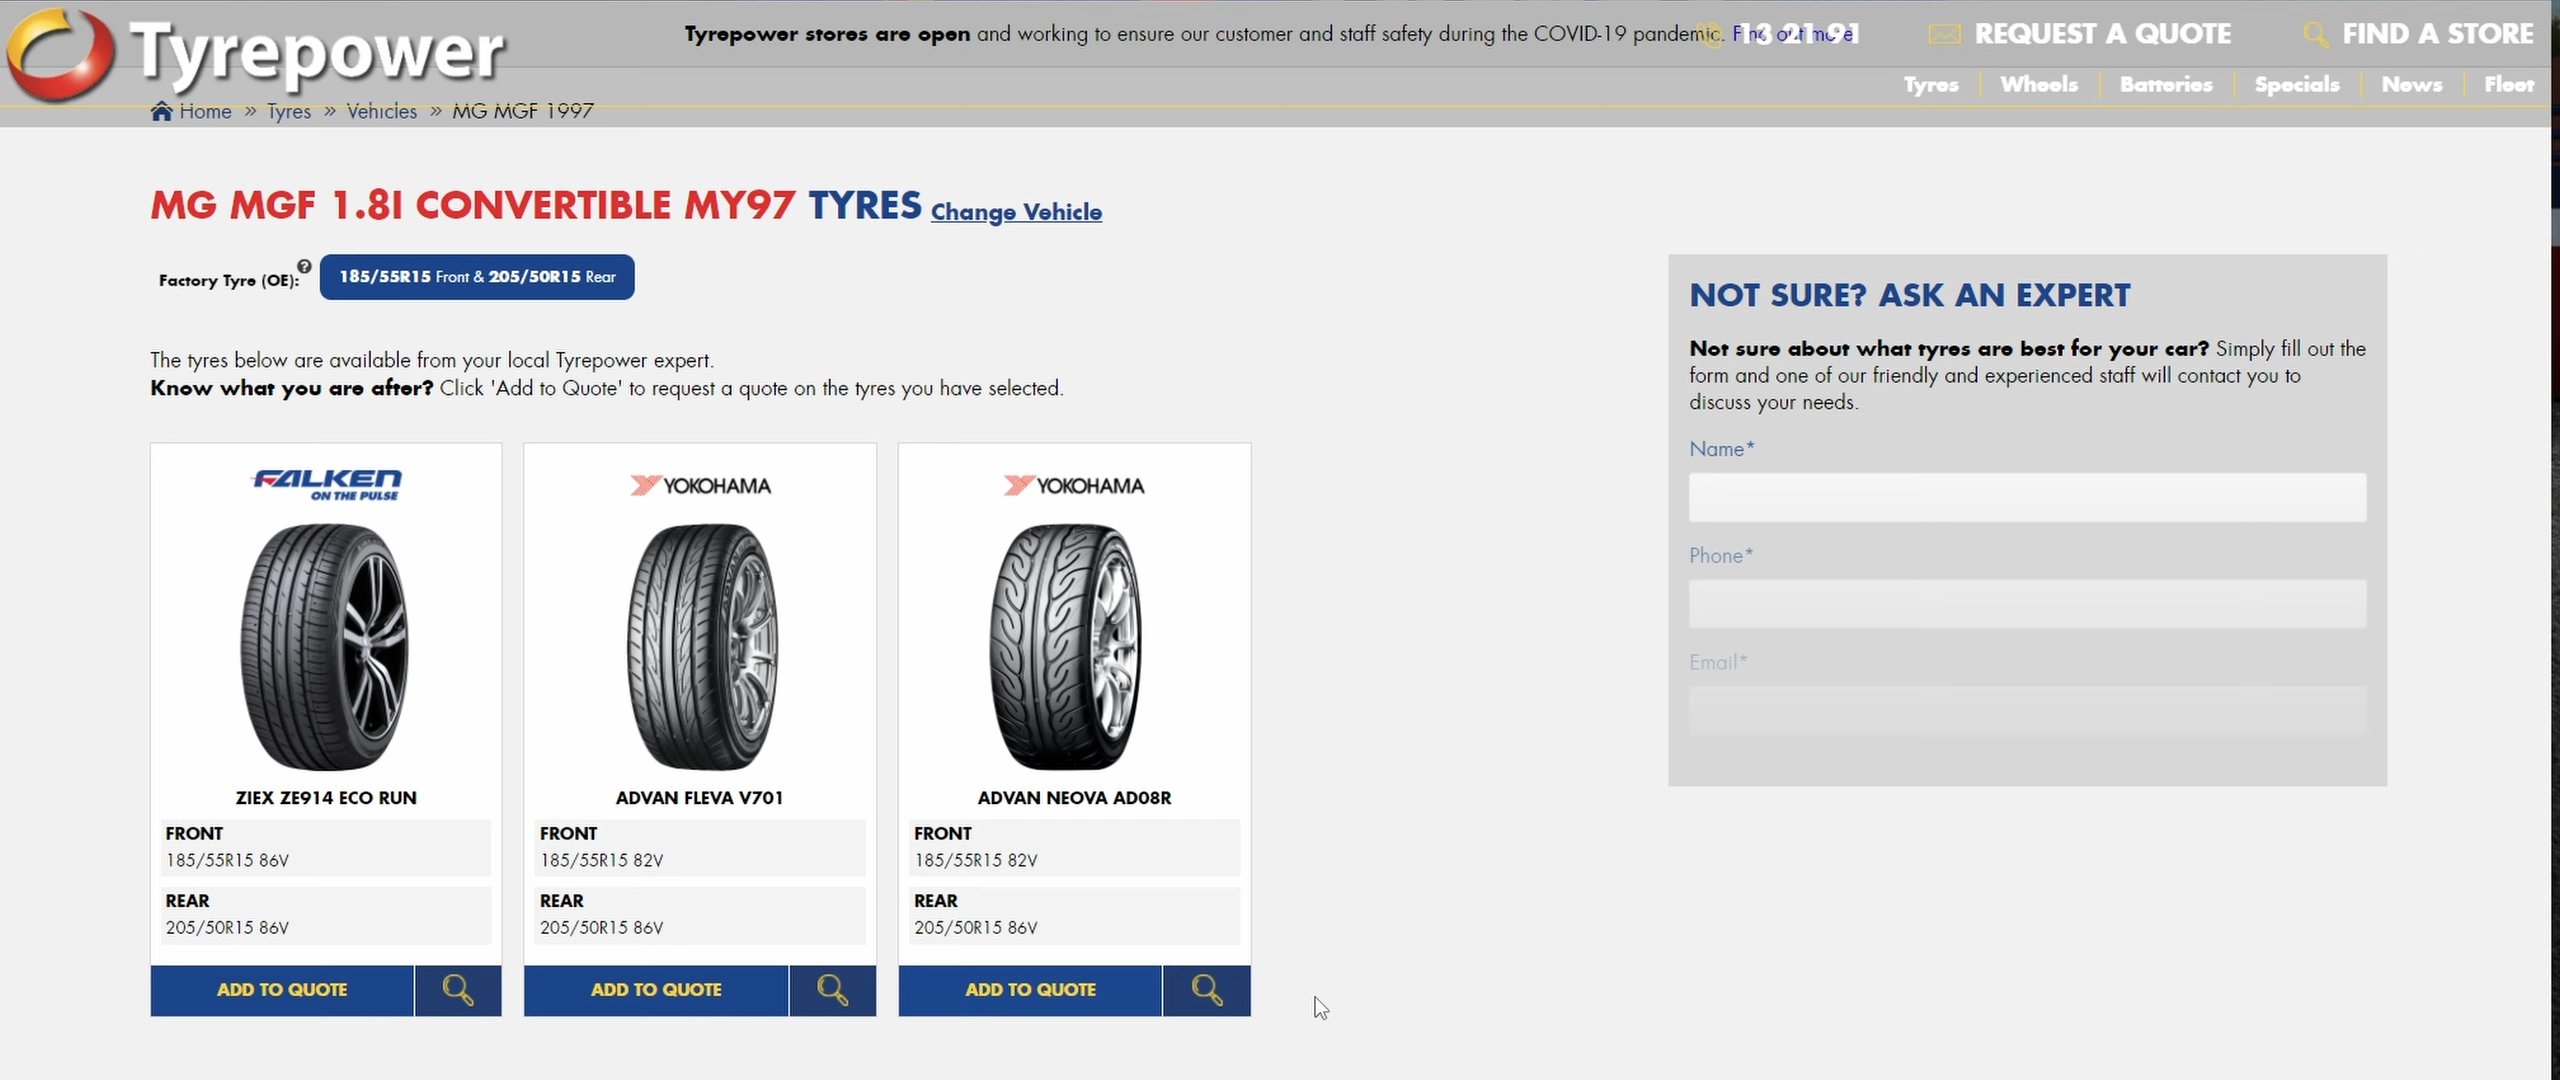 Tyrepower
Tyrepower stores are open and working to ensure our customer and staff safety during the COVID-19 pandemic. Find out more
13 21 91
REQUEST A QUOTE
FIND A STORE
Tyres
Wheels
Batteries
Specials
News
Fleet
Home » Tyres » Vehicles » MG MGF 1997
MG MGF 1.8I CONVERTIBLE MY97 TYRES Change Vehicle
Factory Tyre (OE): ?
185/55R15 Front & 205/50R15 Rear
The tyres below are available from your local Tyrepower expert.
Know what you are after? Click 'Add to Quote' to request a quote on the tyres you have selected.
FALKEN
ON THE PULSE
ZIEX ZE914 ECO RUN
FRONT
185/55R15 86V
REAR
205/50R15 86V
ADD TO QUOTE
YOKOHAMA
ADVAN FLEVA V701
FRONT
185/55R15 82V
REAR
205/50R15 86V
ADD TO QUOTE
YOKOHAMA
ADVAN NEOVA AD08R
FRONT
185/55R15 82V
REAR
205/50R15 86V
ADD TO QUOTE
NOT SURE? ASK AN EXPERT
Not sure about what tyres are best for your car? Simply fill out the
form and one of our friendly and experienced staff will contact you to
discuss your needs.
Name*
Phone*
Email*